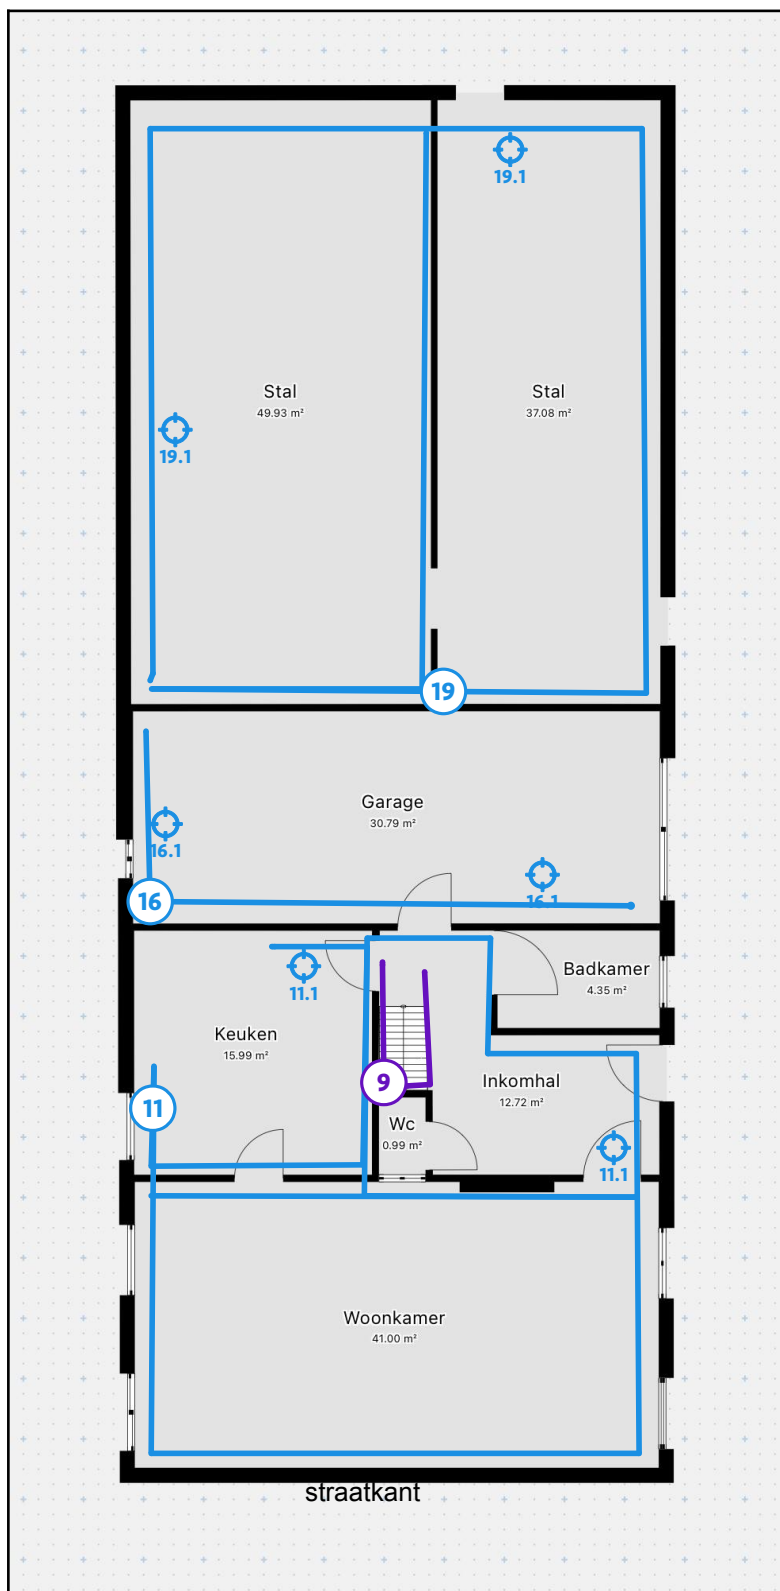 19.1
Stal
49.93 m²
Stal
37.08 m²
19.1
19
Garage
30.79 m²
16.1
16.1
16
Badkamer
4.35 m²
11.1
Keuken
15.99 m²
9
Inkomhal
12.72 m²
11
Wc
0.99 m²
11.1
Woonkamer
41.00 m²
straatkant